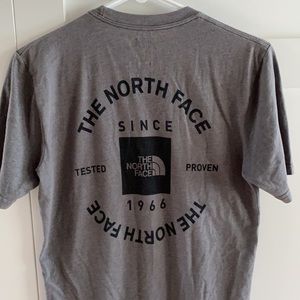 THE NORTH FACE
SINCE
TESTED
THE
NORTH
FACE
PROVEN
1966
THE NORTH FACE